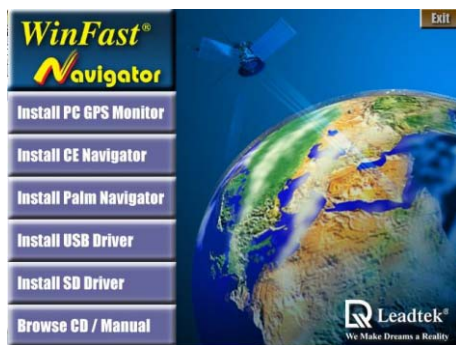 WinFast®
Navigator
Exit
Install PC GPS Monitor
Install CE Navigator
Install Palm Navigator
Install USB Driver
Install SD Driver
Browse CD / Manual
Leadtek®
We Make Dreams a Reality